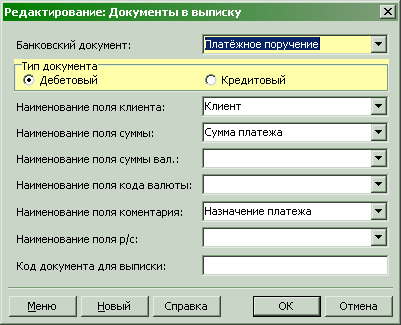 Редактирование: Документы в выписку
Банковский документ: Платёжное поручение
Тип документа
Дебетовый Кредитовый
Наименование поля клиента: Клиент
Наименование поля суммы: Сумма платежа
Наименование поля суммы вал.:
Наименование поля кода валюты:
Наименование поля коментария: Назначение платежа
Наименование поля р/с:
Код документа для выписки:
Меню Новый Справка OK Отмена